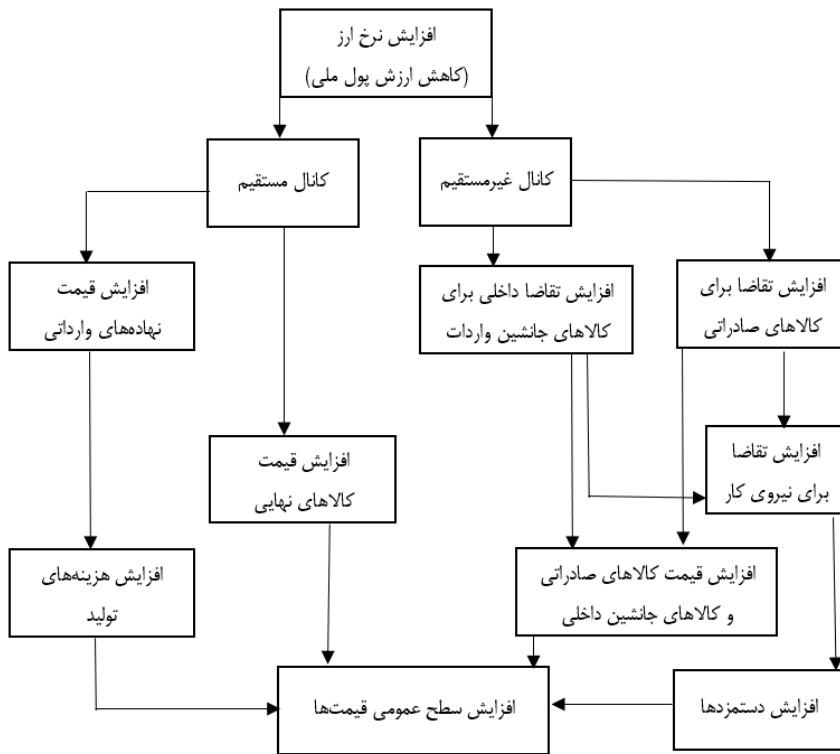 افزایش نرخ ارز
(کاهش ارزش پول ملی)
کانال غیرمستقیم
کانال مستقیم
افزایش تقاضا برای
کالاهای صادراتی
افزایش تقاضا داخلی برای
کالاهای جانشین واردات
افزایش قیمت
نهاده‌های وارداتی
افزایش تقاضا
برای نیروی کار
افزایش قیمت
کالاهای نهایی
افزایش قیمت کالاهای صادراتی
و کالاهای جانشین داخلی
افزایش هزینه‌های
تولید
افزایش دستمزدها
افزایش سطح عمومی قیمت‌ها